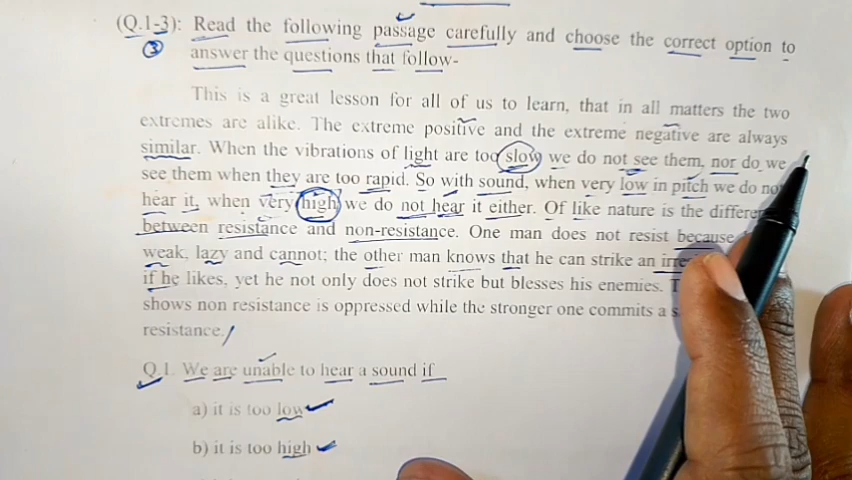 (Q.1-3): Read the following passage carefully and choose the correct option to
③
answer the questions that follow-
This is a great lesson for all of us to learn, that in all matters the two
extremes are alike. The extreme positive and the extreme negative are always
similar. When the vibrations of light are too slow we do not see them, nor do we
see them when they are too rapid. So with sound, when very low in pitch we do not
hear it, when very high we do not hear it either. Of like nature is the
between resistance and non-resistance. One man does not resist because
weak, lazy and cannot; the other man knows that he can strike an
if he likes, yet he not only does not strike but blesses his enemies.
shows non resistance is oppressed while the stronger one commits a
resistance.
Q.1. We are unable to hear a sound if
a) it is too low
b) it is too high